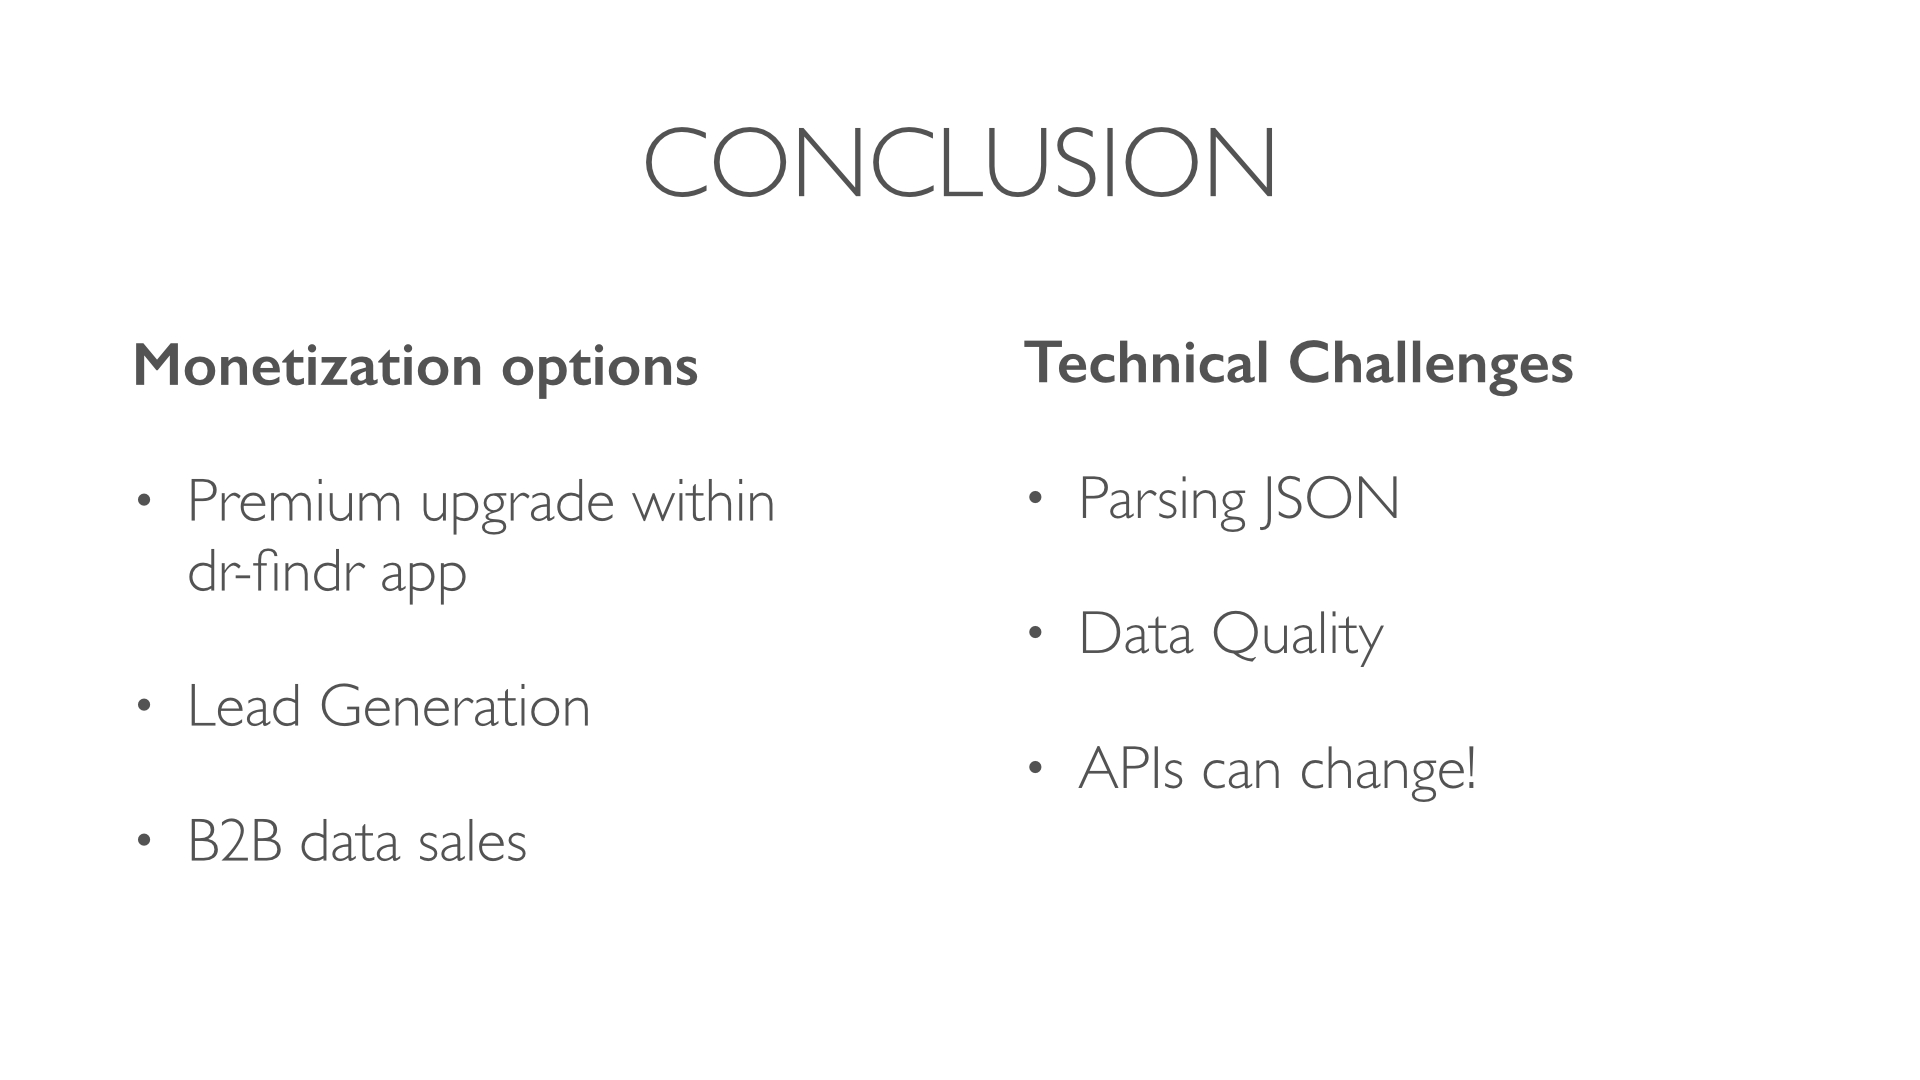 CONCLUSION
Monetization options
• Premium upgrade within
dr-findr app
• Lead Generation
• B2B data sales
Technical Challenges
• Parsing JSON
• Data Quality
• APIs can change!